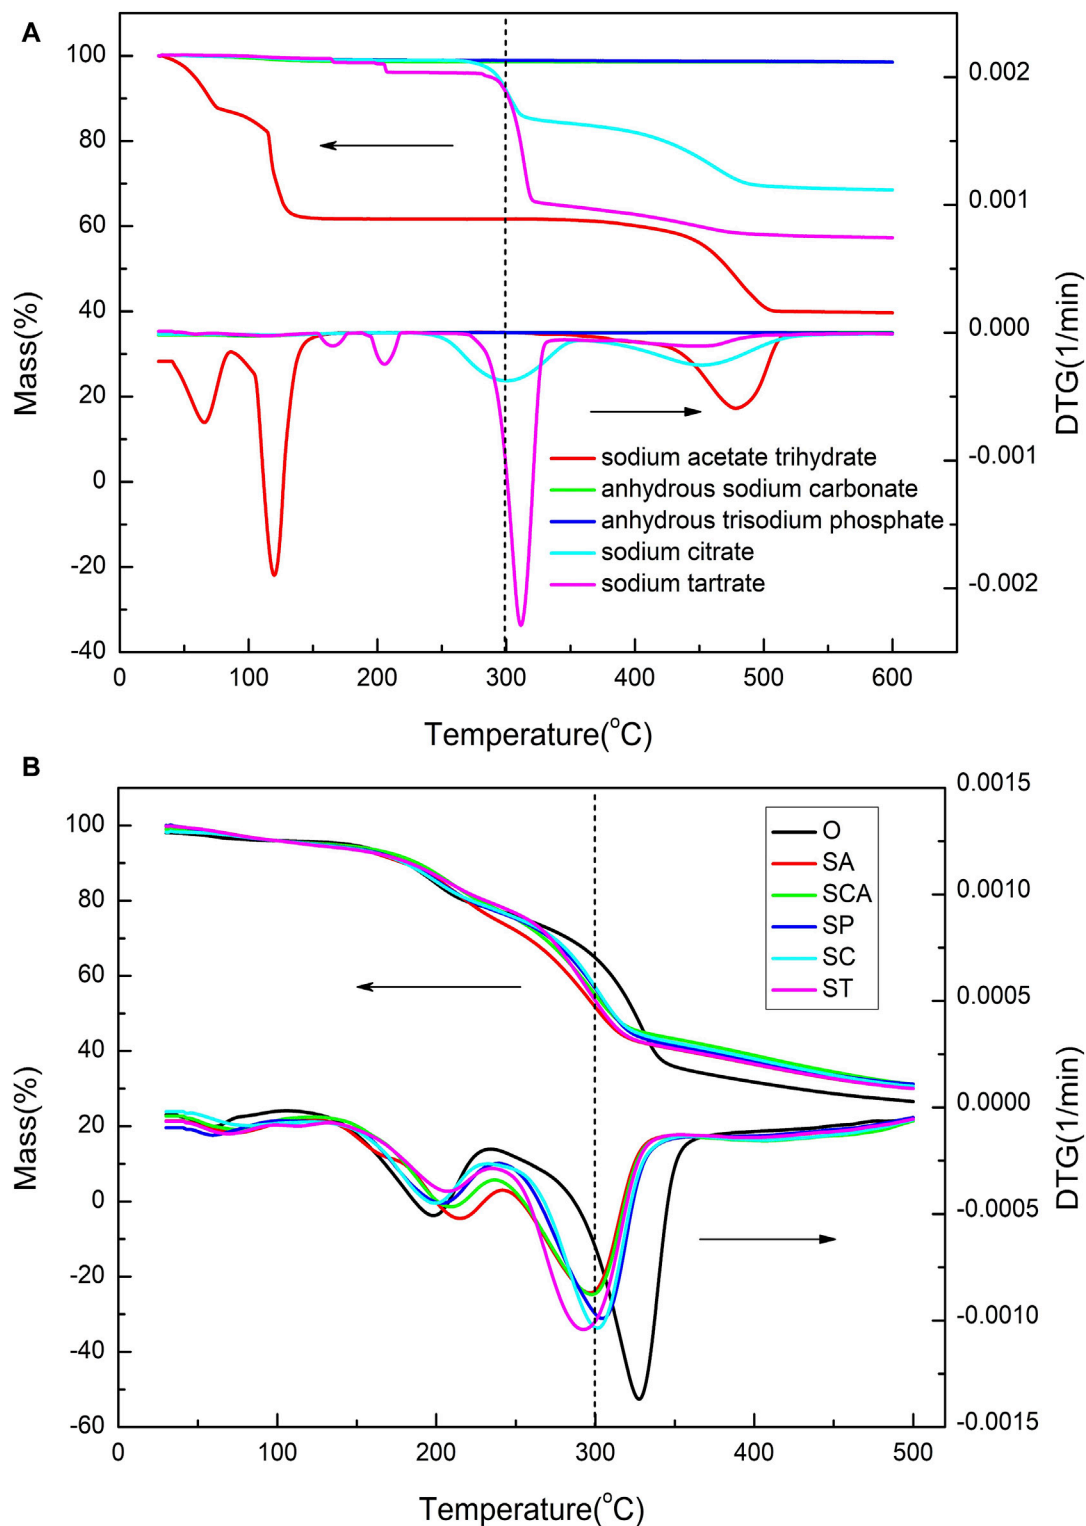 A
100
80
60
40
20
0
-20
-40
Mass(%)
0.002
0.001
0.000
-0.001
-0.002
DTG(1/min)
sodium acetate trihydrate
anhydrous sodium carbonate
anhydrous trisodium phosphate
sodium citrate
sodium tartrate
0 100 200 300 400 500 600
Temperature(°C)
B
100
80
60
40
20
0
-20
-40
-60
Mass(%)
0.0015
0.0010
0.0005
0.0000
-0.0005
-0.0010
-0.0015
DTG(1/min)
O
SA
SCA
SP
SC
ST
0 100 200 300 400 500
Temperature(°C)